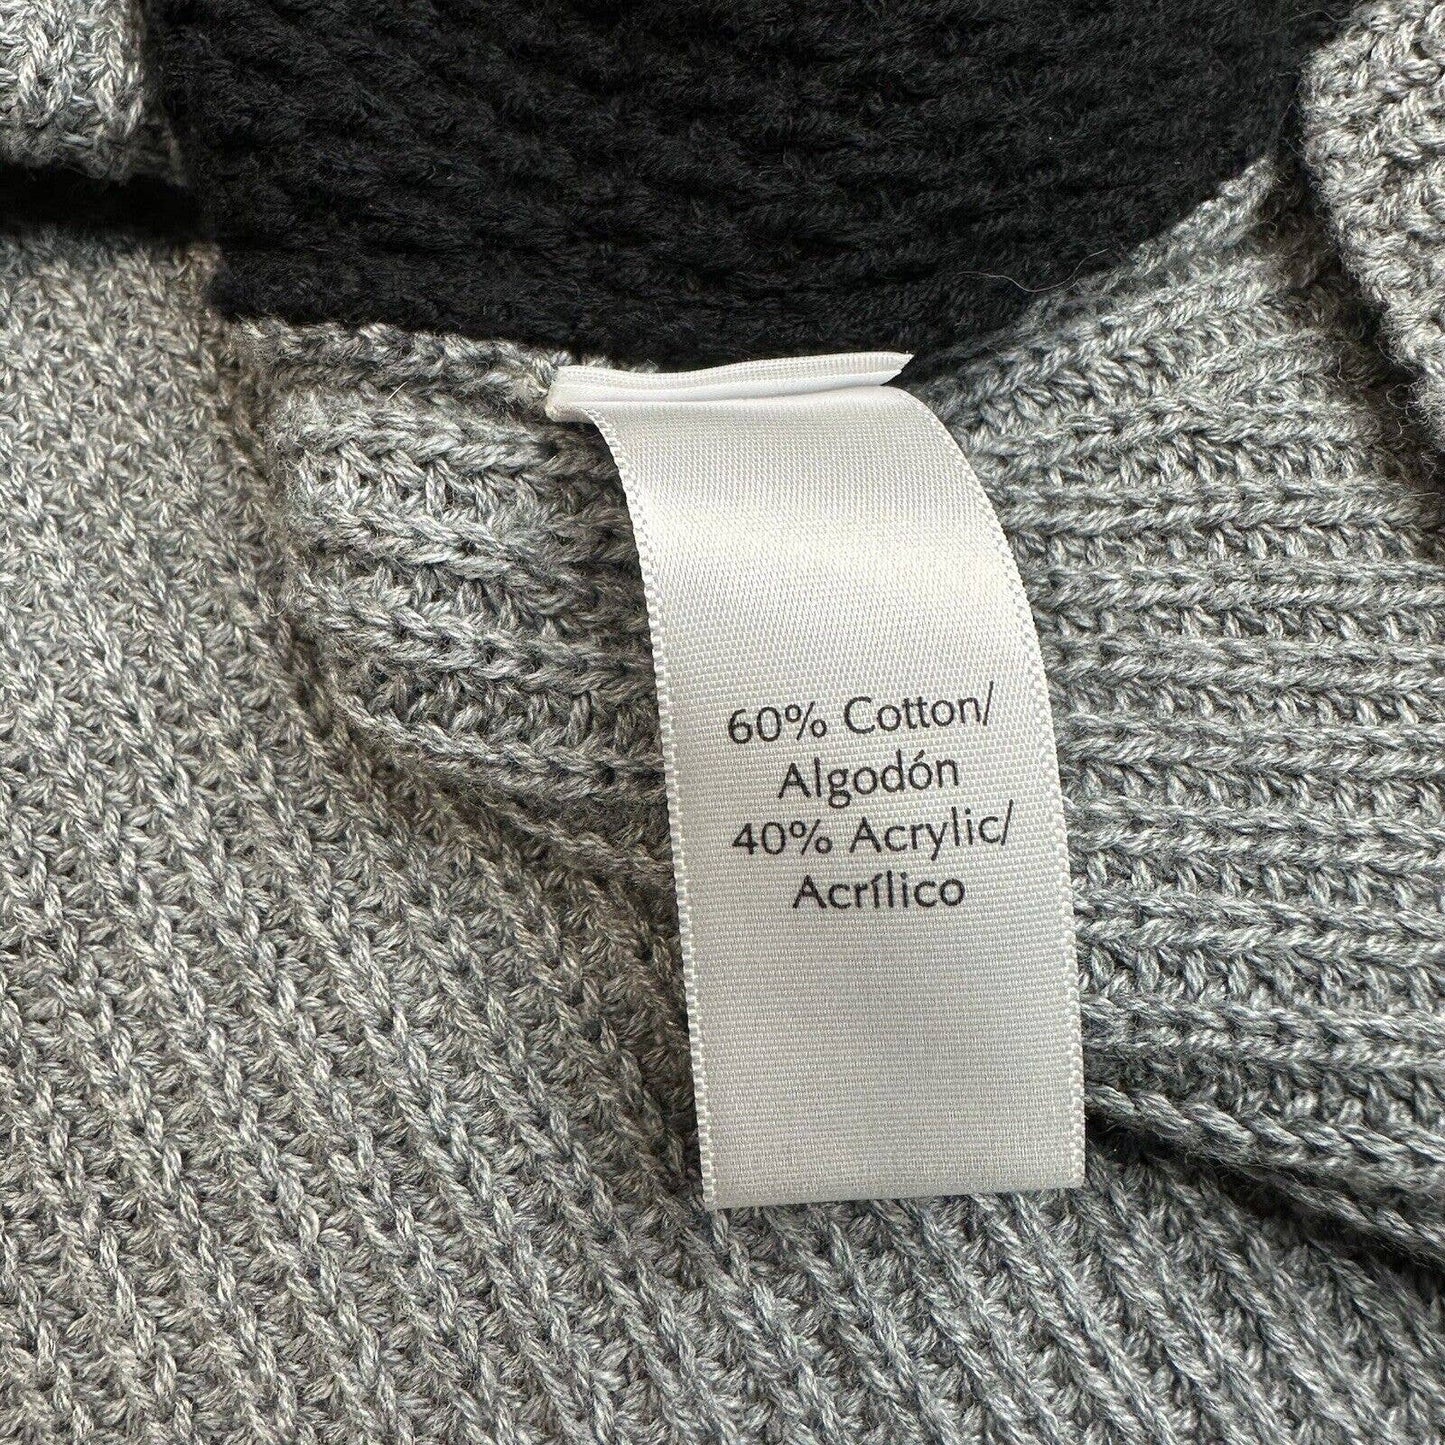 60% Cotton/
Algodón
40% Acrylic/
Acrílico